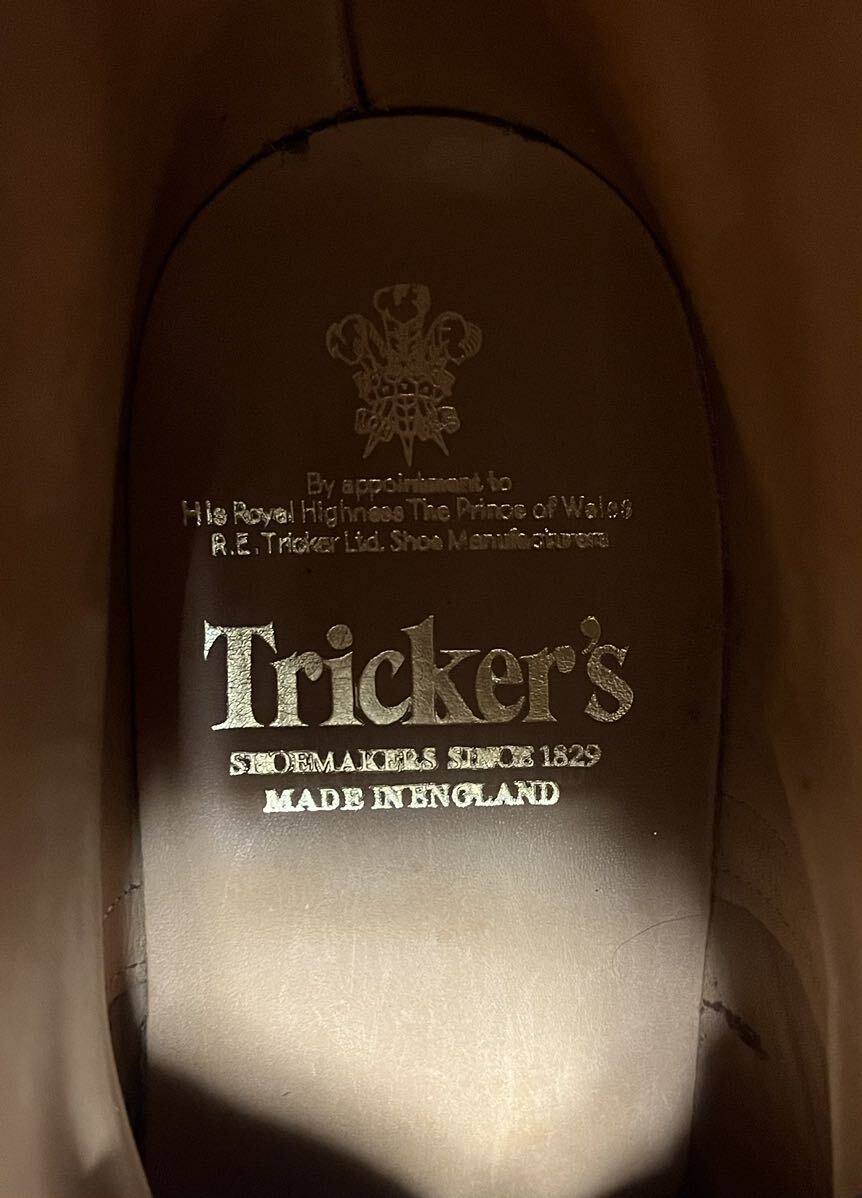 By appointment to
His Royal Highness The Prince of Wales
R.E. Tricker Ltd. Shoe Manufacturers
Tricker's
SHOEMAKERS SINCE 1829
MADE IN ENGLAND